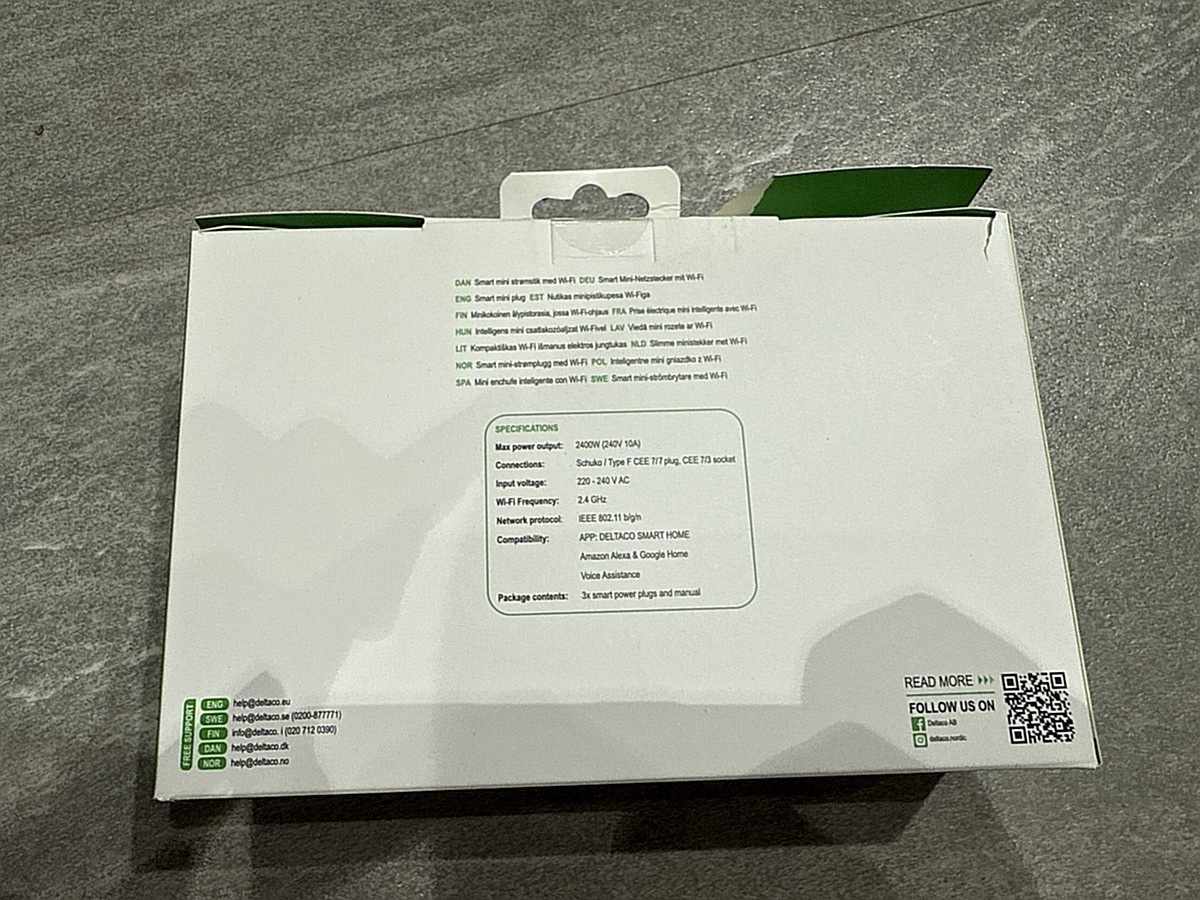 DAN Smart mini strømstik med Wi-Fi DEU Smart Mini-Netzstecker mit Wi-Fi
ENG Smart mini plug EST Nutikas minipistikupesa Wi-Figa
FIN Minikokoinen älypistorasia, jossa Wi-Fi-ohjaus FRA Prise électrique mini intelligente avec Wi-Fi
HUN Intelligens mini csatlakozóaljzat Wi-Fivel LAV Viedā mini rozete ar Wi-Fi
LIT Kompaktiškas Wi-Fi išmanus elektros jungtukas NLD Slimme ministekker met Wi-Fi
NOR Smart mini-strømplugg med Wi-Fi POL Inteligentne mini gniazdko z Wi-Fi
SPA Mini enchufe inteligente con Wi-Fi SWE Smart mini-strömbrytare med Wi-Fi
SPECIFICATIONS
Max power output: 2400W (240V 10A)
Connections: Schuko / Type F CEE 7/7 plug, CEE 7/3 socket
Input voltage: 220 - 240 V AC
Wi-Fi Frequency: 2.4 GHz
Network protocol: IEEE 802.11 b/g/n
Compatibility: APP: DELTACO SMART HOME
Amazon Alexa & Google Home
Voice Assistance
Package contents: 3x smart power plugs and manual
FREE SUPPORT
ENG help@deltaco.eu
SWE help@deltaco.se (0200-877771)
FIN info@deltaco. i (020 712 0390)
DAN help@deltaco.dk
NOR help@deltaco.no
READ MORE
FOLLOW US ON
Deltaco AB
deltaco.nordic